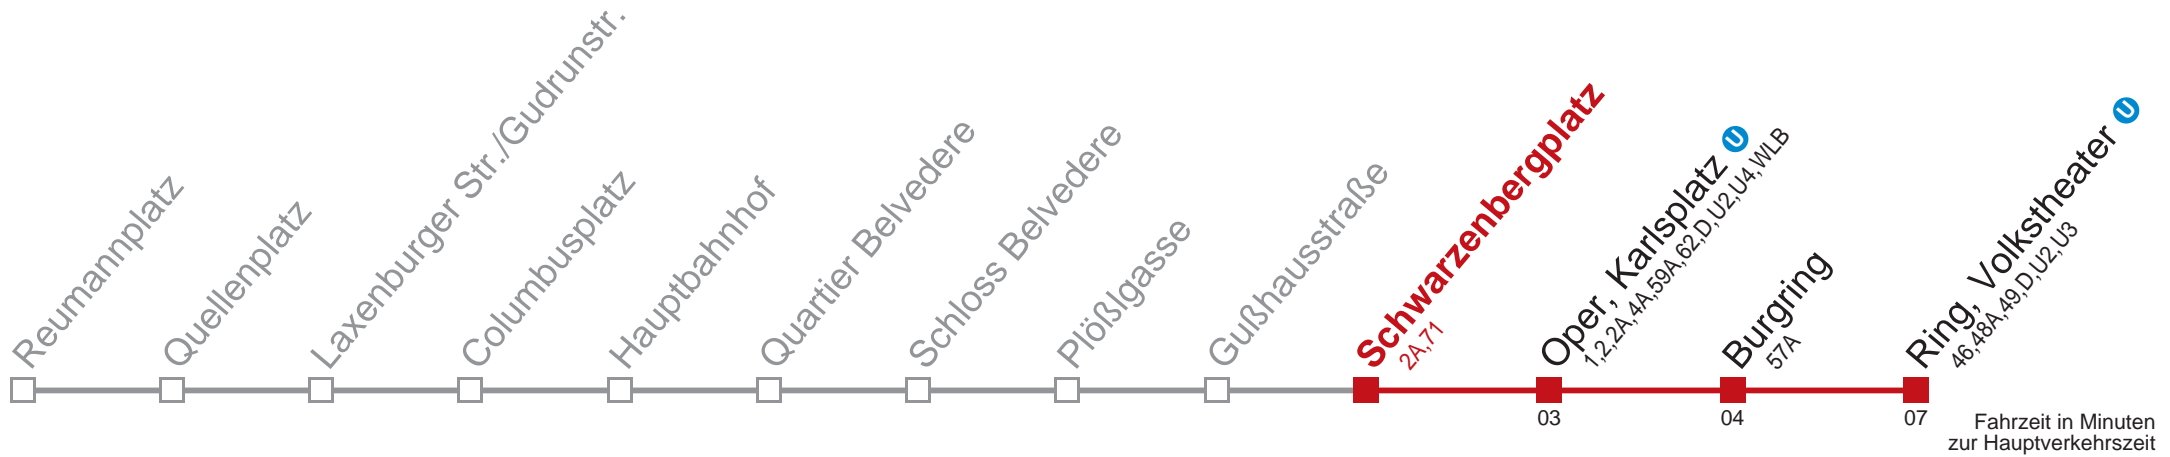 Reumannplatz
Quellenplatz
Laxenburger Str./Gudrunstr.
Columbusplatz
Hauptbahnhof
Quartier Belvedere
Schloss Belvedere
Plößlgasse
Gußhausstraße
Schwarzenbergplatz
2A,71
Oper, Karlsplatz U
1,2,2A,4A,59A,62,D,U2,U4,WLB
Burgring
57A
Ring, Volkstheater U
46,48A,49,D,U2,U3
03
04
07
Fahrzeit in Minuten
zur Hauptverkehrszeit